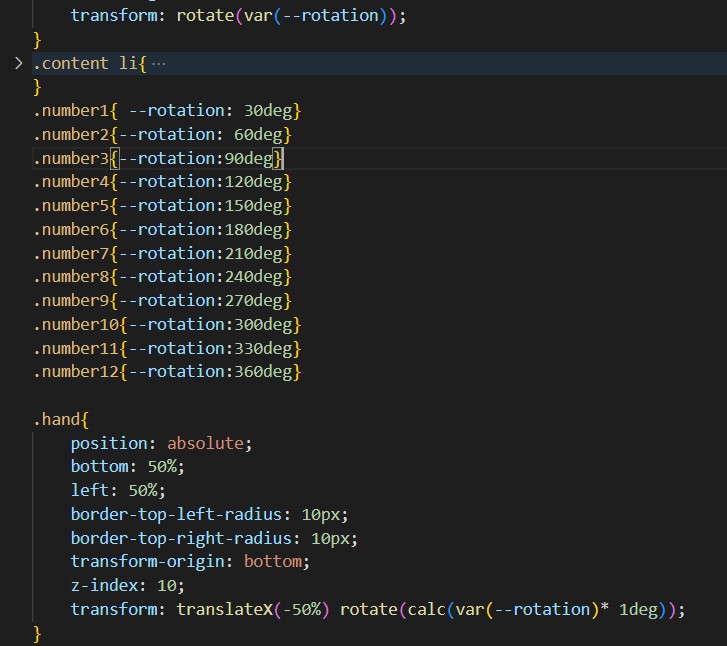 transform: rotate(var(--rotation));
}
.content li{ ···
}
.number1{ --rotation: 30deg}
.number2{--rotation: 60deg}
.number3{--rotation:90deg}
.number4{--rotation:120deg}
.number5{--rotation:150deg}
.number6{--rotation:180deg}
.number7{--rotation:210deg}
.number8{--rotation:240deg}
.number9{--rotation:270deg}
.number10{--rotation:300deg}
.number11{--rotation:330deg}
.number12{--rotation:360deg}
.hand{
position: absolute;
bottom: 50%;
left: 50%;
border-top-left-radius: 10px;
border-top-right-radius: 10px;
transform-origin: bottom;
z-index: 10;
transform: translateX(-50%) rotate(calc(var(--rotation)* 1deg));
}